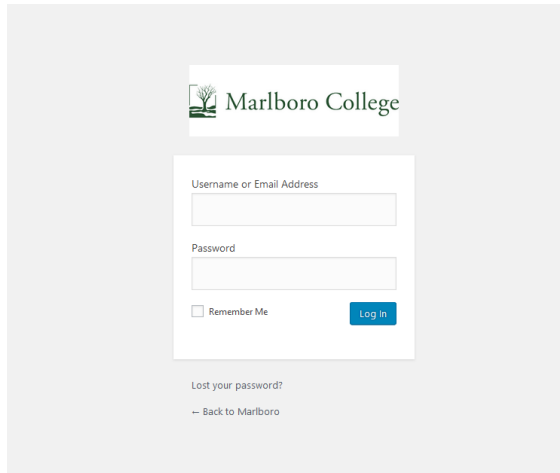 Marlboro College
Username or Email Address
Password
Remember Me
Log In
Lost your password?
← Back to Marlboro